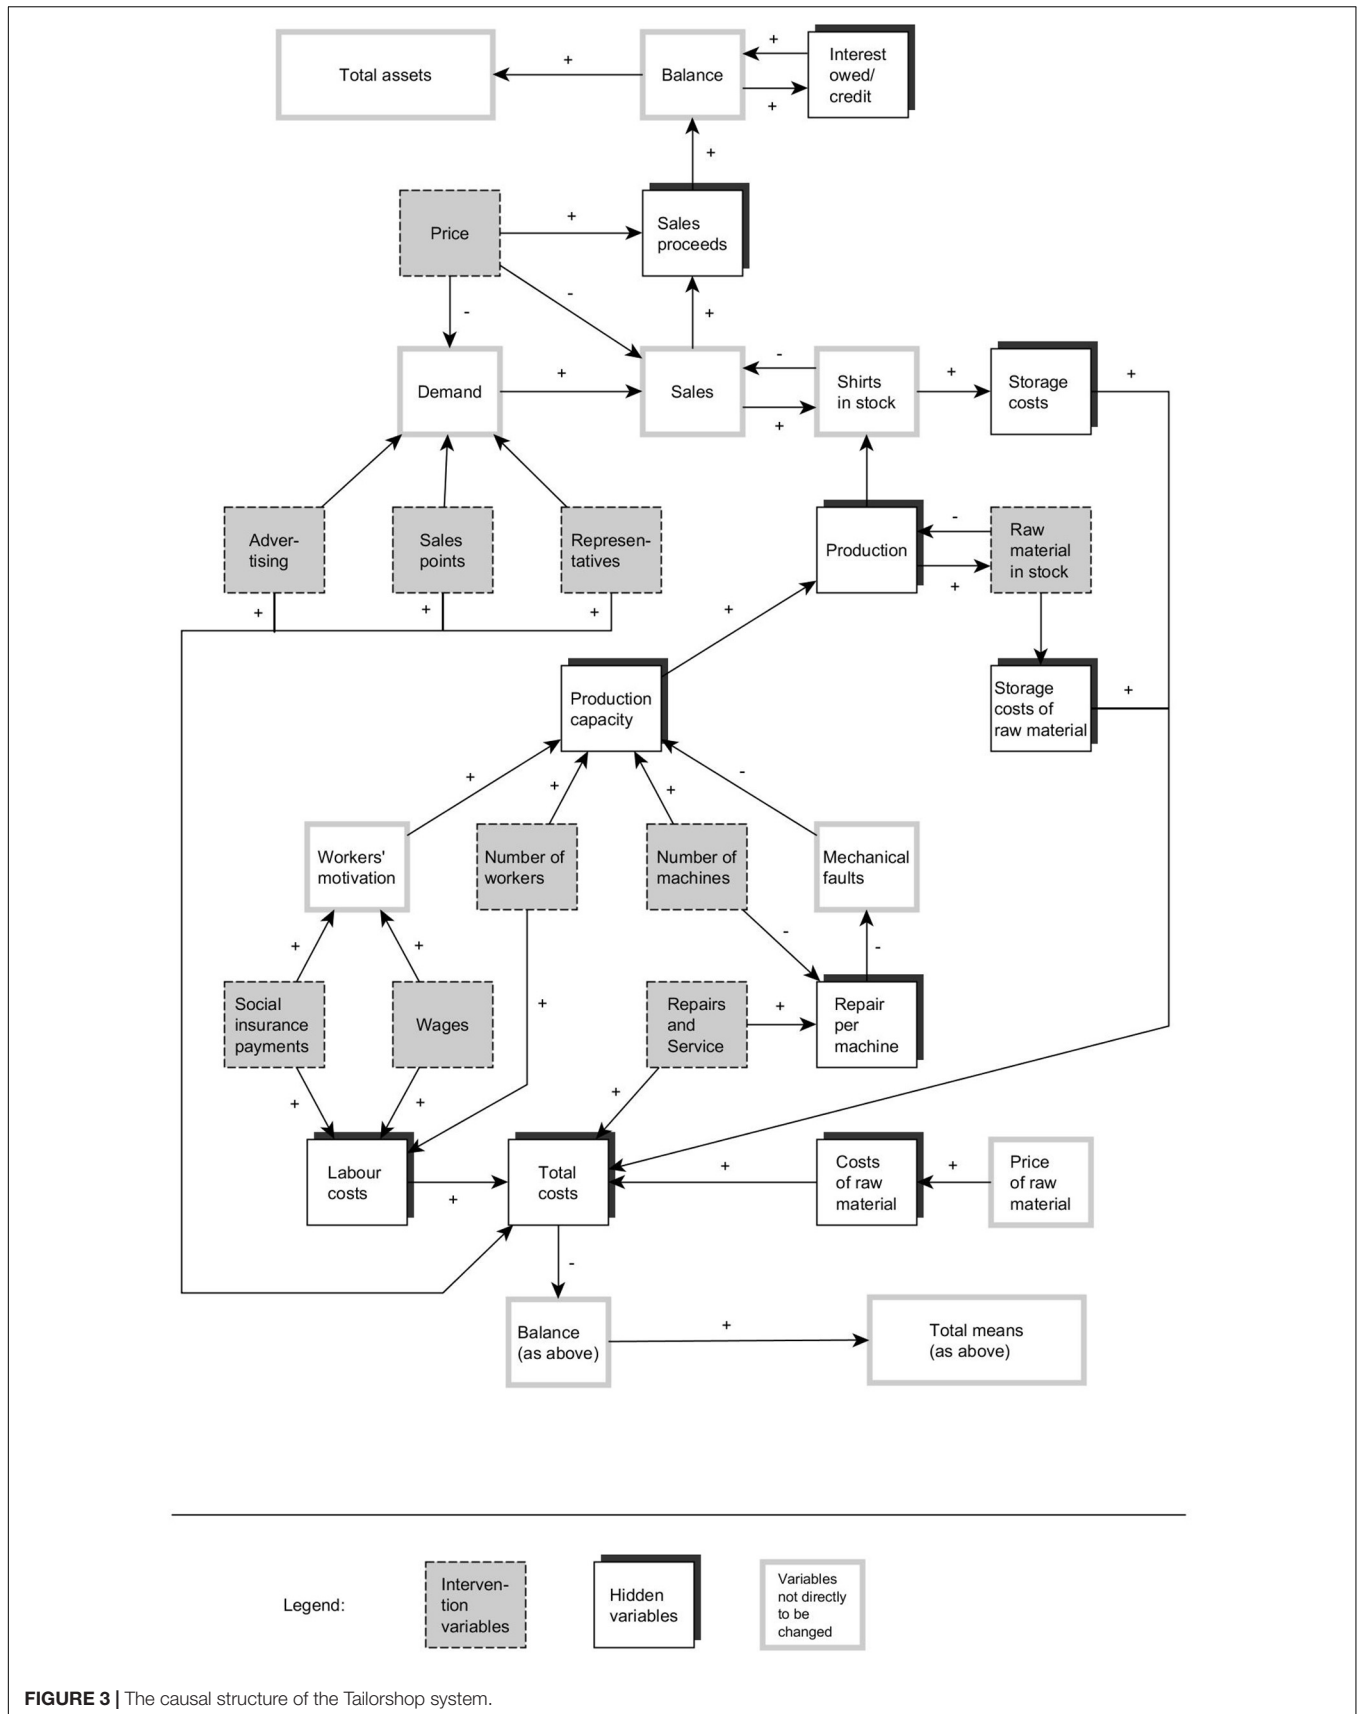 +
Total assets
+
Balance
Interest
owed/
credit
+
+
Price
+
Sales
proceeds
-
-
+
Demand
+
Sales
-
+
Shirts
in stock
+
Storage
costs
+
Adver-
tising
Sales
points
Represen-
tatives
Production
-
+
Raw
material
in stock
+
+
+
+
Production
capacity
Storage
costs of
raw material
+
+
+
+
-
Workers'
motivation
Number of
workers
Number of
machines
Mechanical
faults
+
+
-
-
Social
insurance
payments
Wages
+
Repairs
and
Service
+
Repair
per
machine
+
+
+
Labour
costs
+
Total
costs
+
Costs
of raw
material
+
Price
of raw
material
-
Balance
(as above)
+
Total means
(as above)
Legend:
Interven-
tion
variables
Hidden
variables
Variables
not directly
to be
changed
FIGURE 3 | The causal structure of the Tailorshop system.